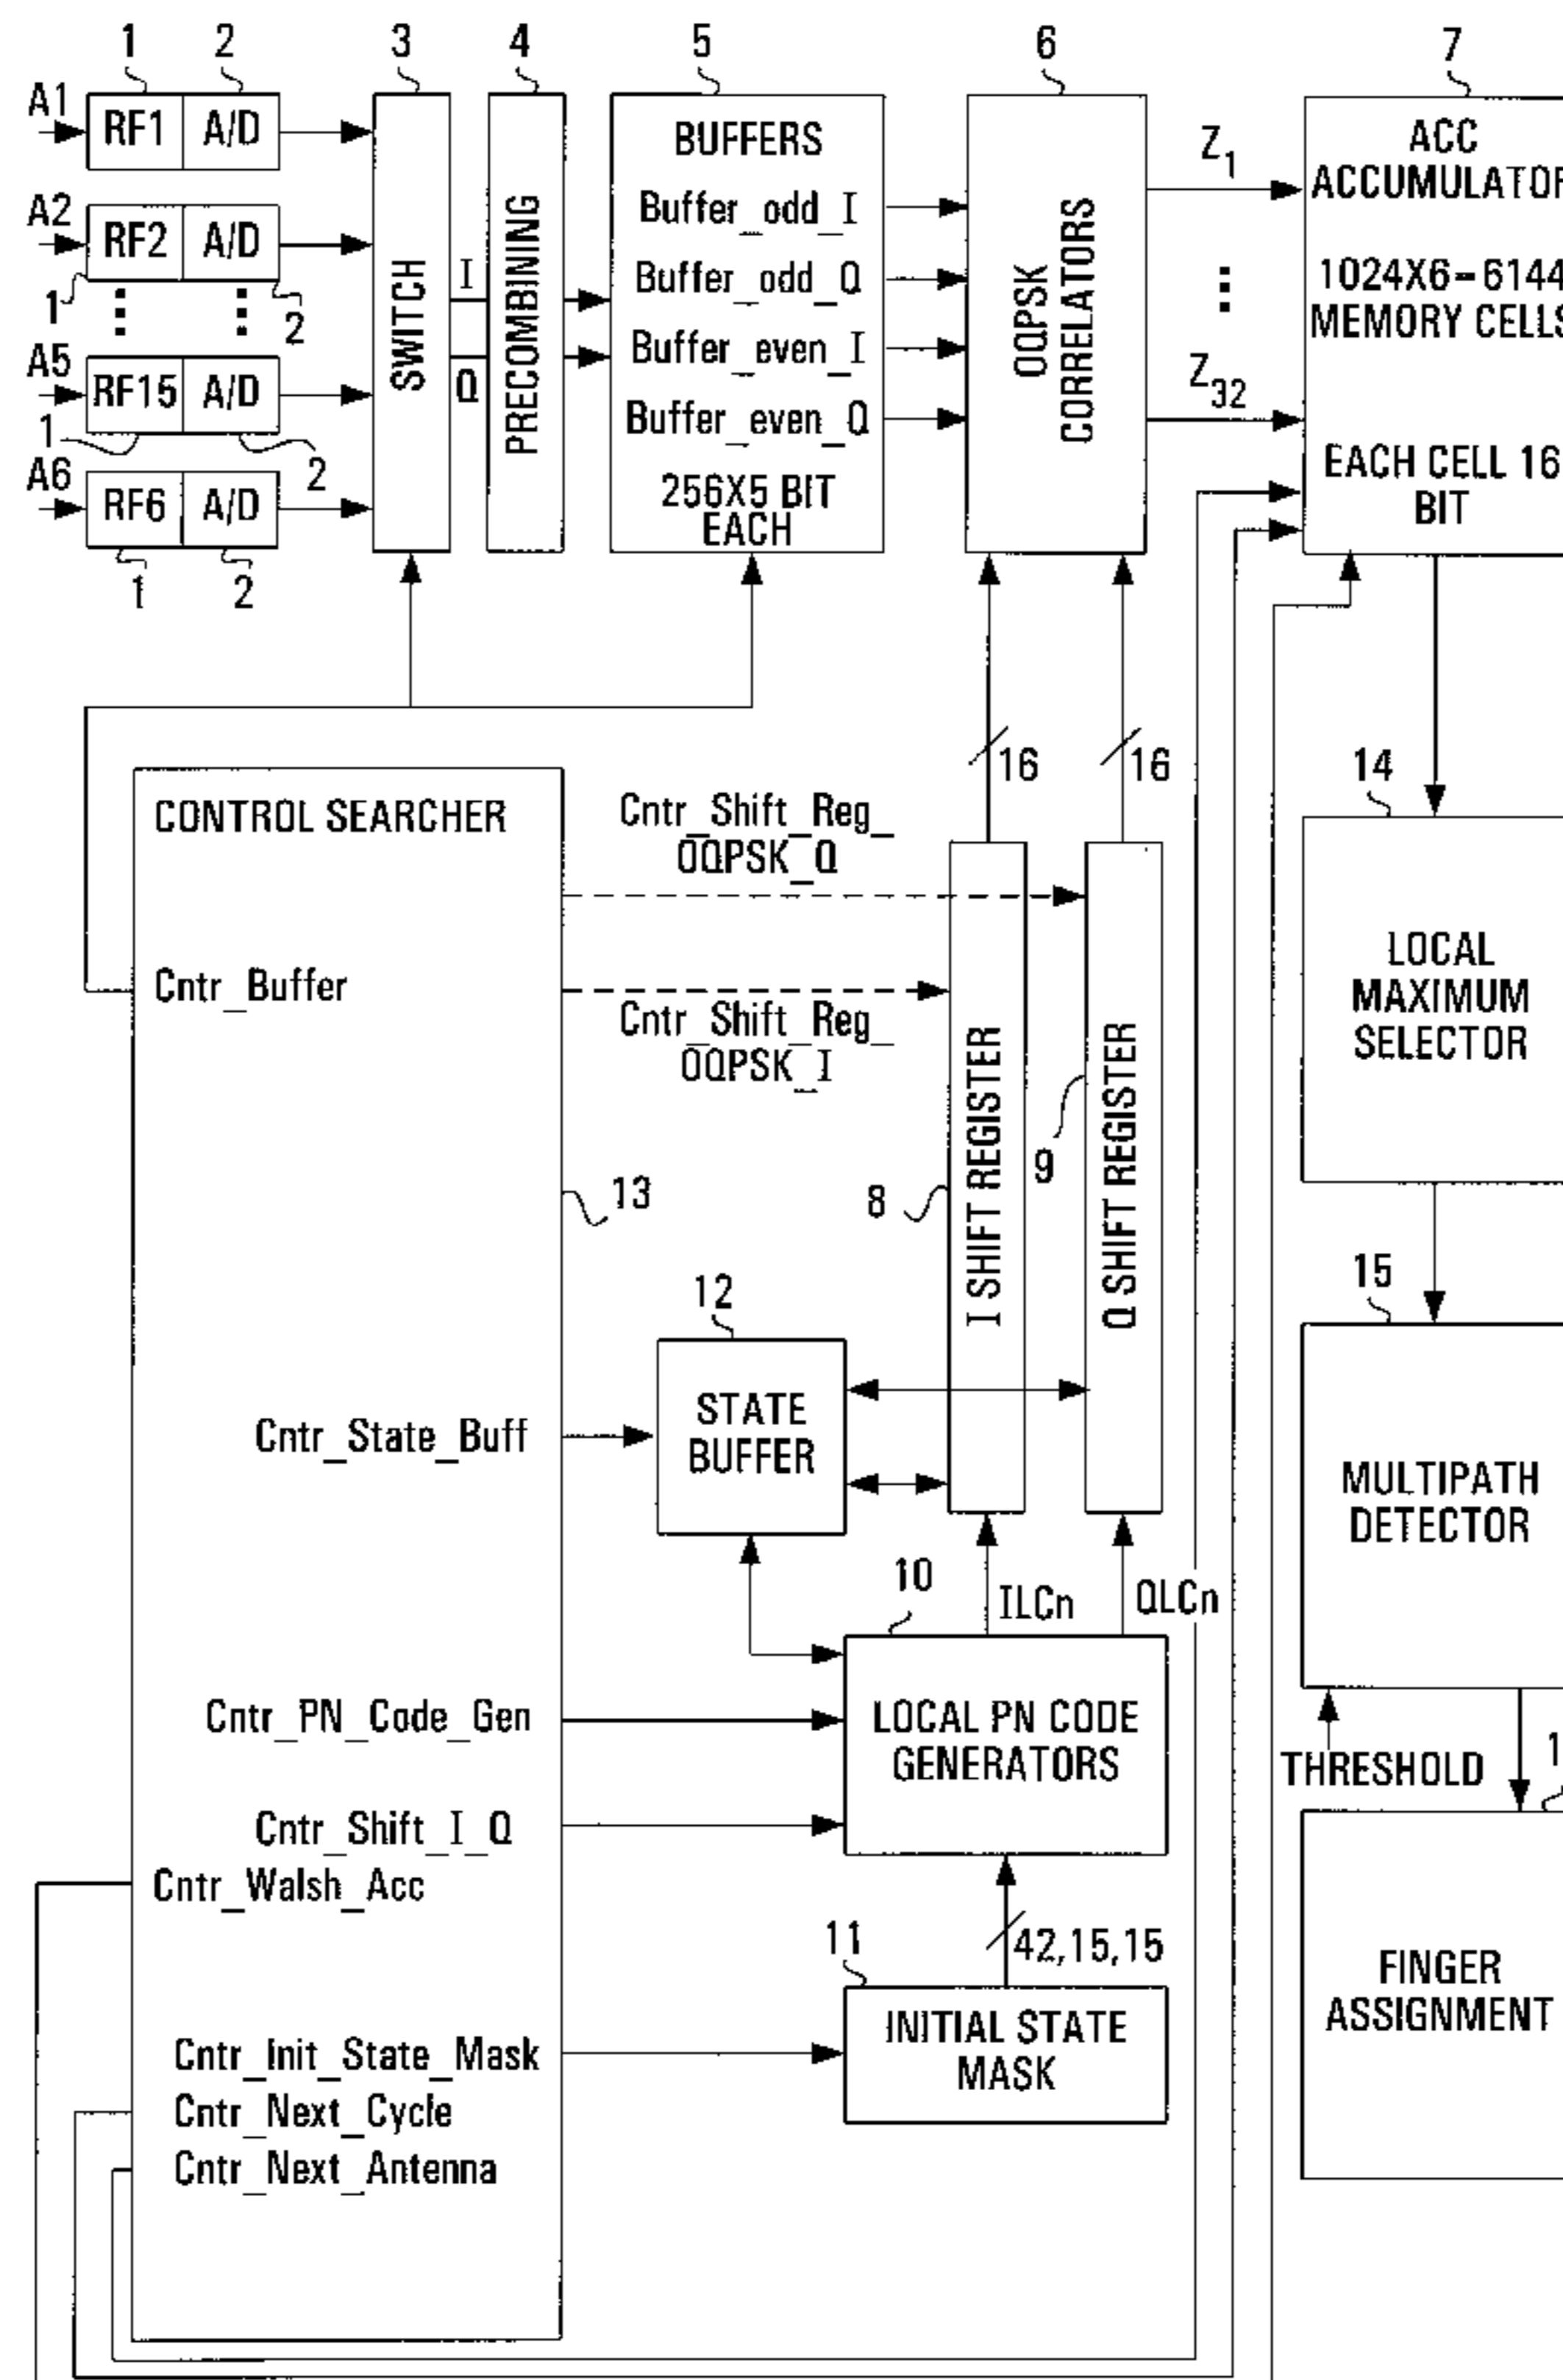 1 2 3 4 5 6 7
A1 RF1 A/D
A2 RF2 A/D
1 2
A5 RF15 A/D
1 2
A6 RF6 A/D
1 2
SWITCH
I
Q
PRECOMBINING
BUFFERS
Buffer_odd_I
Buffer_odd_Q
Buffer_even_I
Buffer_even_Q
256X5 BIT
EACH
OQPSK
CORRELATORS
Z1
Z32
ACC
ACCUMULATOR
1024X6-6144
MEMORY CELLS
EACH CELL 16
BIT
16 16
CONTROL SEARCHER
Cntr_Shift_Reg_
OQPSK_Q
Cntr_Buffer
Cntr_Shift_Reg_
OQPSK_I
13
8
I SHIFT REGISTER
9
Q SHIFT REGISTER
14
LOCAL
MAXIMUM
SELECTOR
12
STATE
BUFFER
Cntr_State_Buff
15
MULTIPATH
DETECTOR
THRESHOLD
10
ILCn
QLCn
LOCAL PN CODE
GENERATORS
Cntr_PN_Code_Gen
Cntr_Shift_I_Q
Cntr_Walsh_Acc
42,15,15
11
INITIAL STATE
MASK
Cntr_Init_State_Mask
Cntr_Next_Cycle
Cntr_Next_Antenna
1
FINGER
ASSIGNMENT